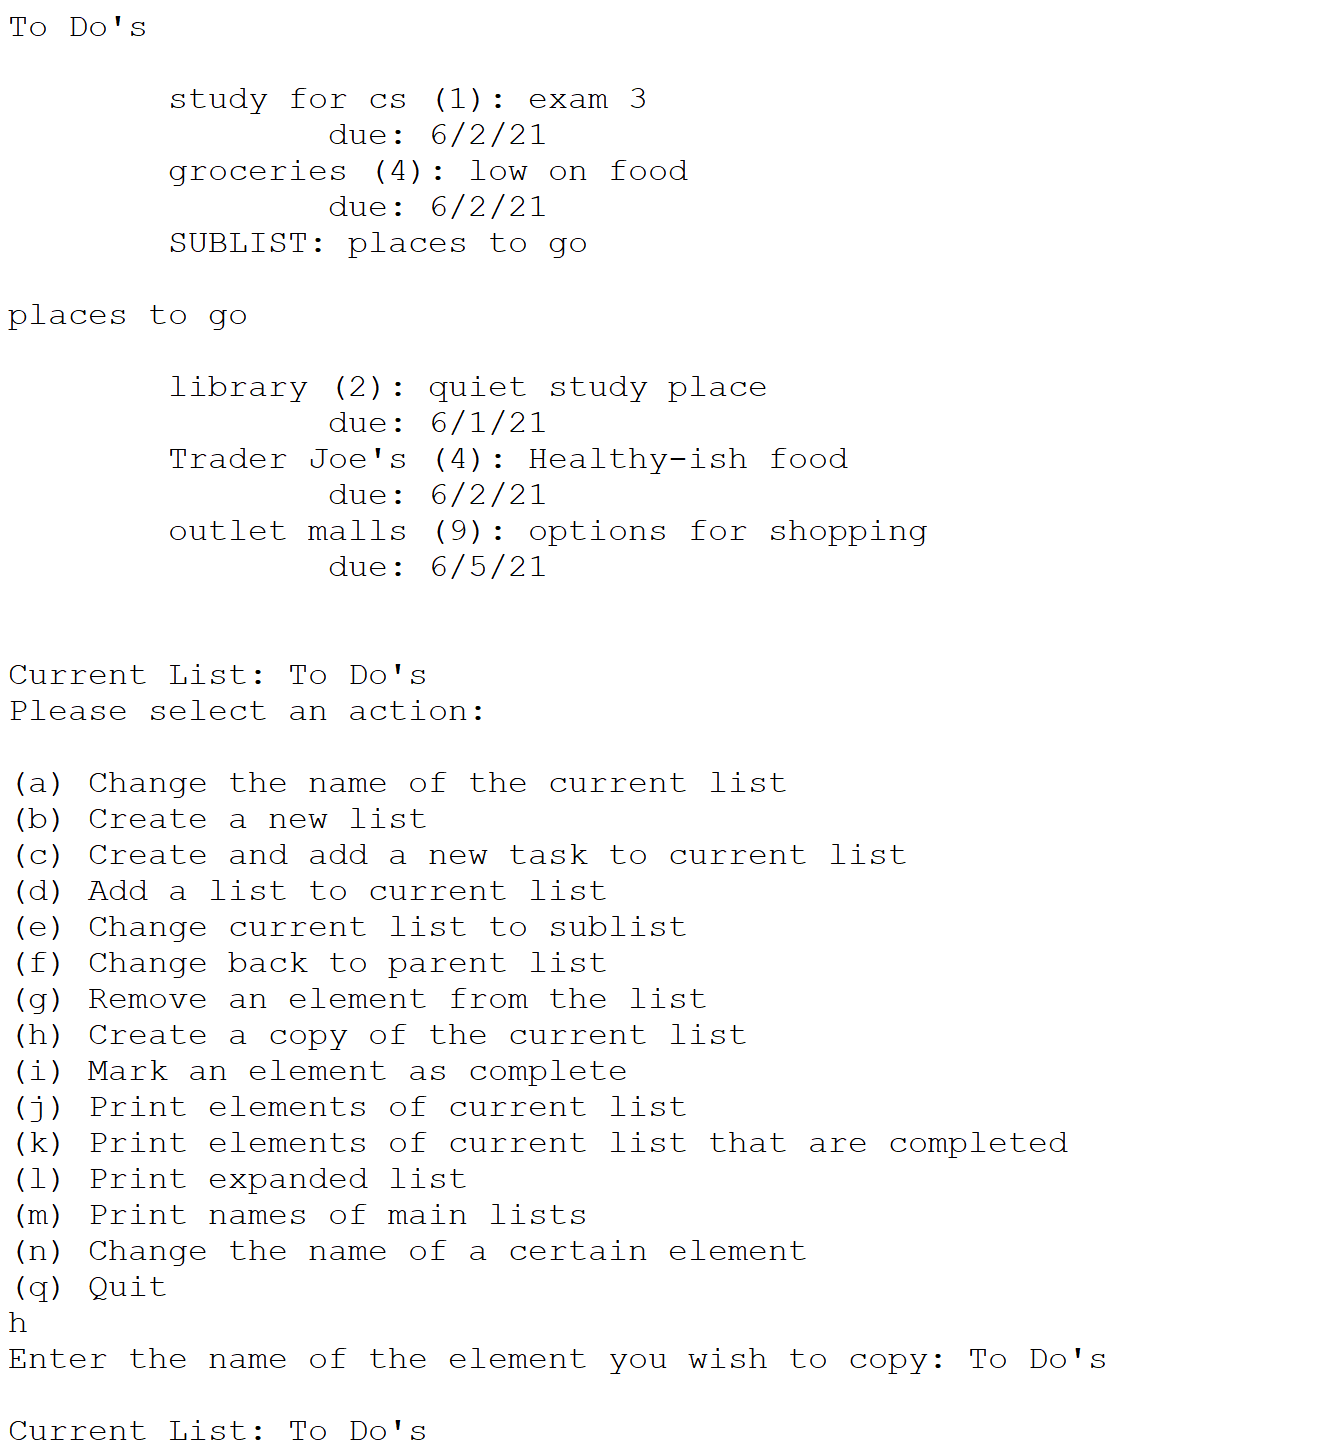 To Do's
study for cs (1): exam 3
due: 6/2/21
groceries (4): low on food
due: 6/2/21
SUBLIST: places to go
places to go
library (2): quiet study place
due: 6/1/21
Trader Joe's (4): Healthy-ish food
due: 6/2/21
outlet malls (9): options for shopping
due: 6/5/21
Current List: To Do's
Please select an action:
(a) Change the name of the current list
(b) Create a new list
(c) Create and add a new task to current list
(d) Add a list to current list
(e) Change current list to sublist
(f) Change back to parent list
(g) Remove an element from the list
(h) Create a copy of the current list
(i) Mark an element as complete
(j) Print elements of current list
(k) Print elements of current list that are completed
(l) Print expanded list
(m) Print names of main lists
(n) Change the name of a certain element
(q) Quit
h
Enter the name of the element you wish to copy: To Do's
Current List: To Do's